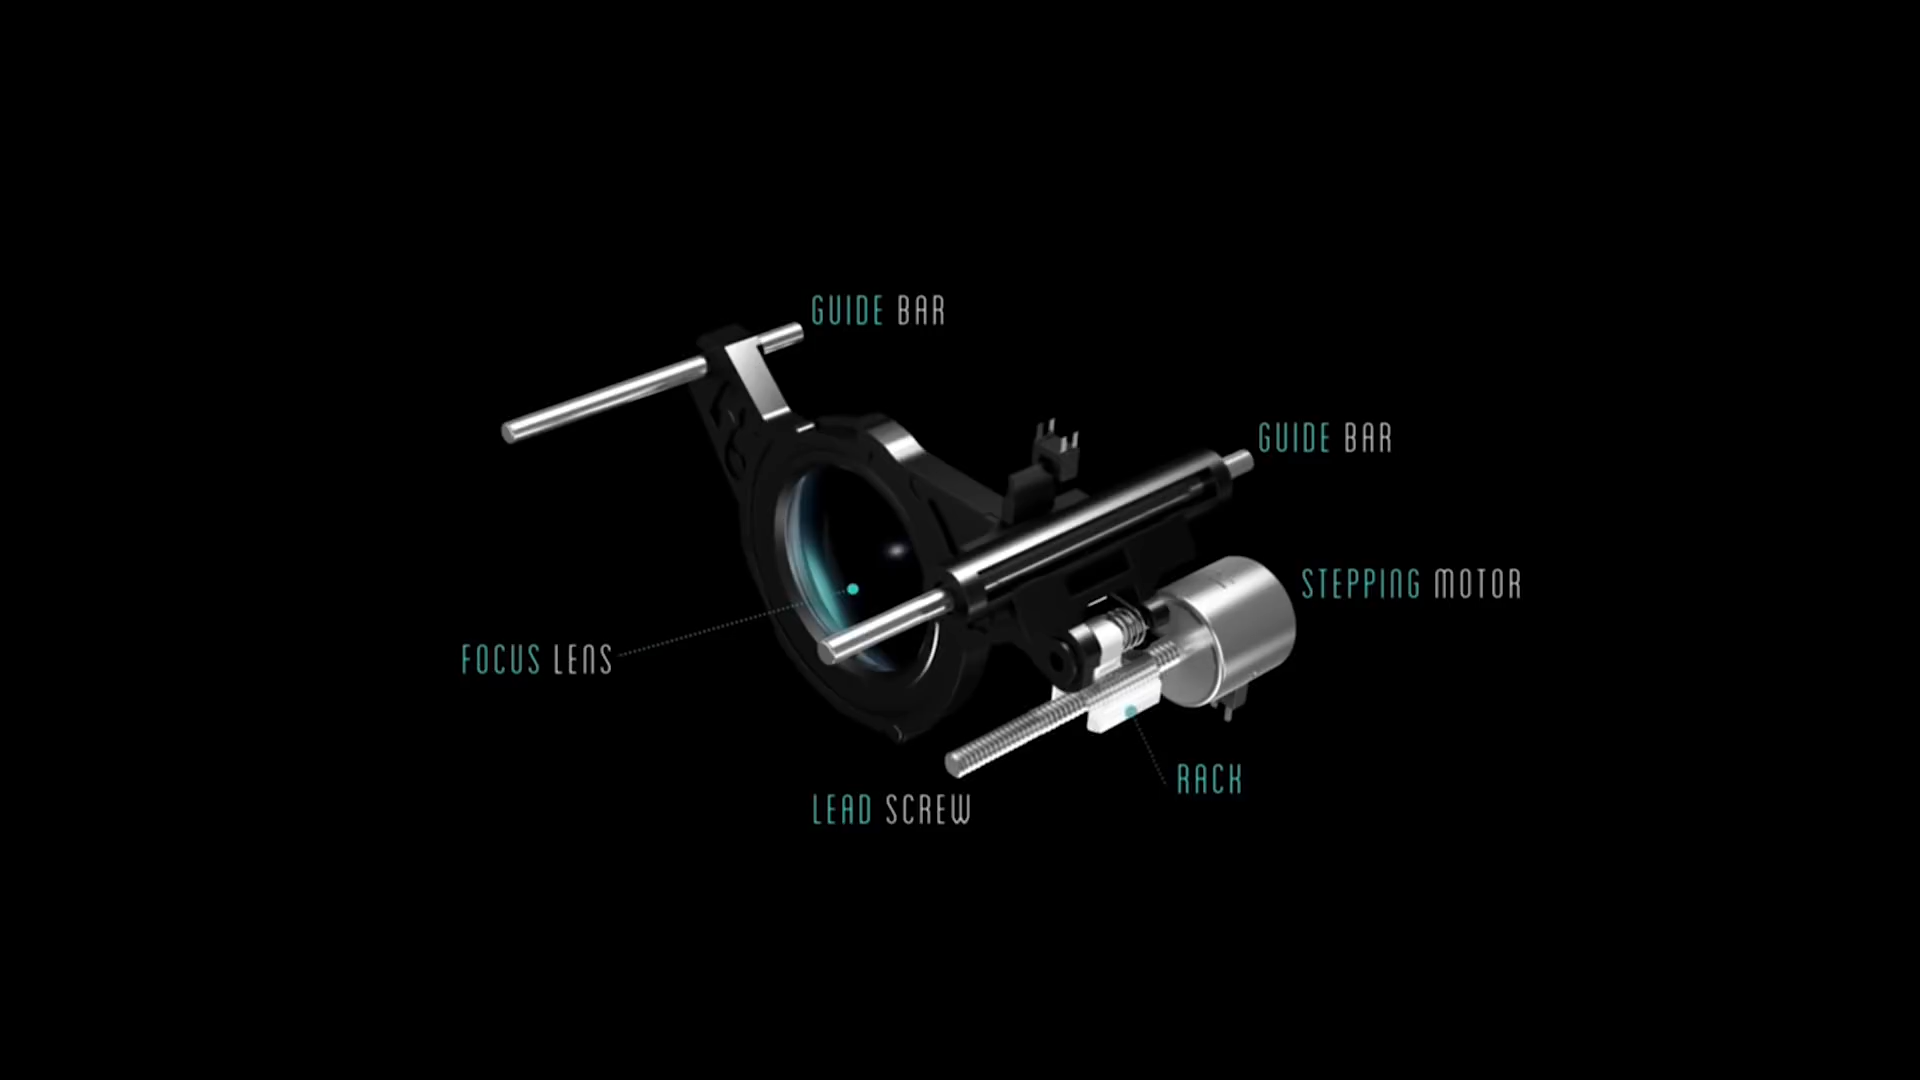 GUIDE BAR
GUIDE BAR
STEPPING MOTOR
FOCUS LENS
RACK
LEAD SCREW